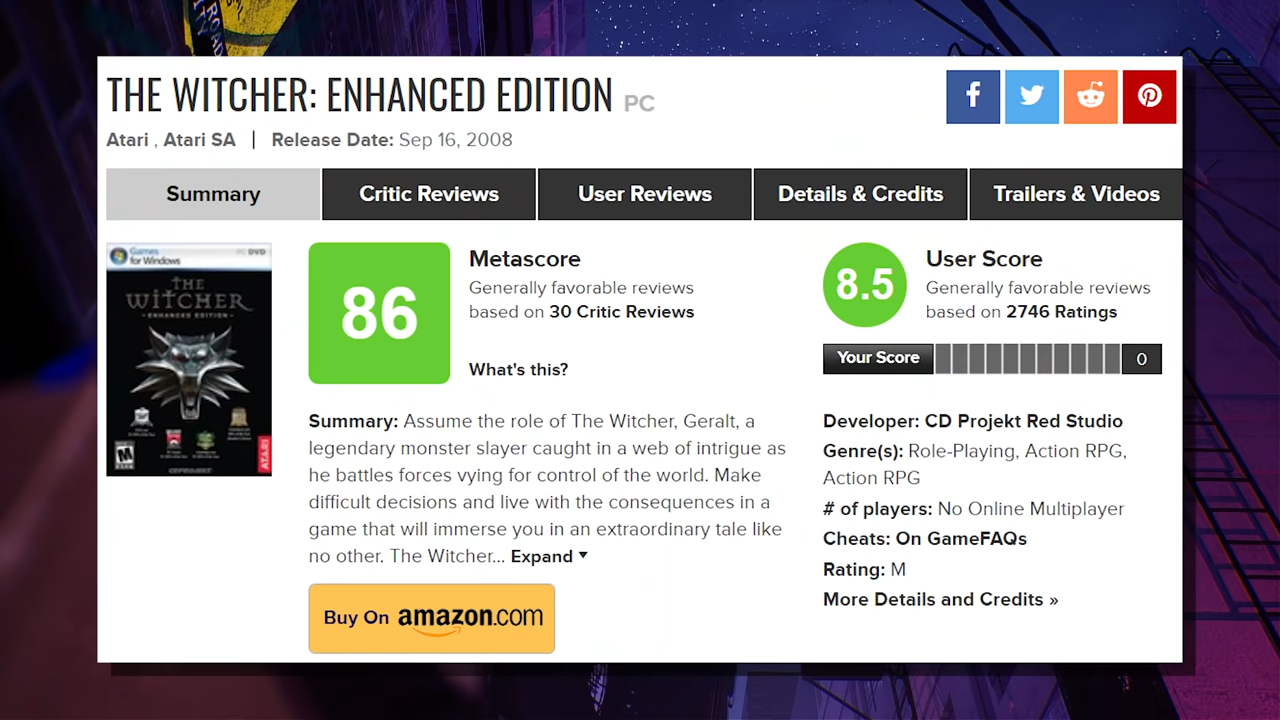 ROAD
CITY
THE WITCHER: ENHANCED EDITION PC
Atari , Atari SA | Release Date: Sep 16, 2008
Summary Critic Reviews User Reviews Details & Credits Trailers & Videos
Games
for Windows
PC DVD
THE
WITCHER
ENHANCED EDITION
M
ATARI
86
Metascore
Generally favorable reviews
based on 30 Critic Reviews
What's this?
8.5
User Score
Generally favorable reviews
based on 2746 Ratings
Your Score 0
Summary: Assume the role of The Witcher, Geralt, a
legendary monster slayer caught in a web of intrigue as
he battles forces vying for control of the world. Make
difficult decisions and live with the consequences in a
game that will immerse you in an extraordinary tale like
no other. The Witcher... Expand
Buy On amazon.com
Developer: CD Projekt Red Studio
Genre(s): Role-Playing, Action RPG,
Action RPG
# of players: No Online Multiplayer
Cheats: On GameFAQs
Rating: M
More Details and Credits »